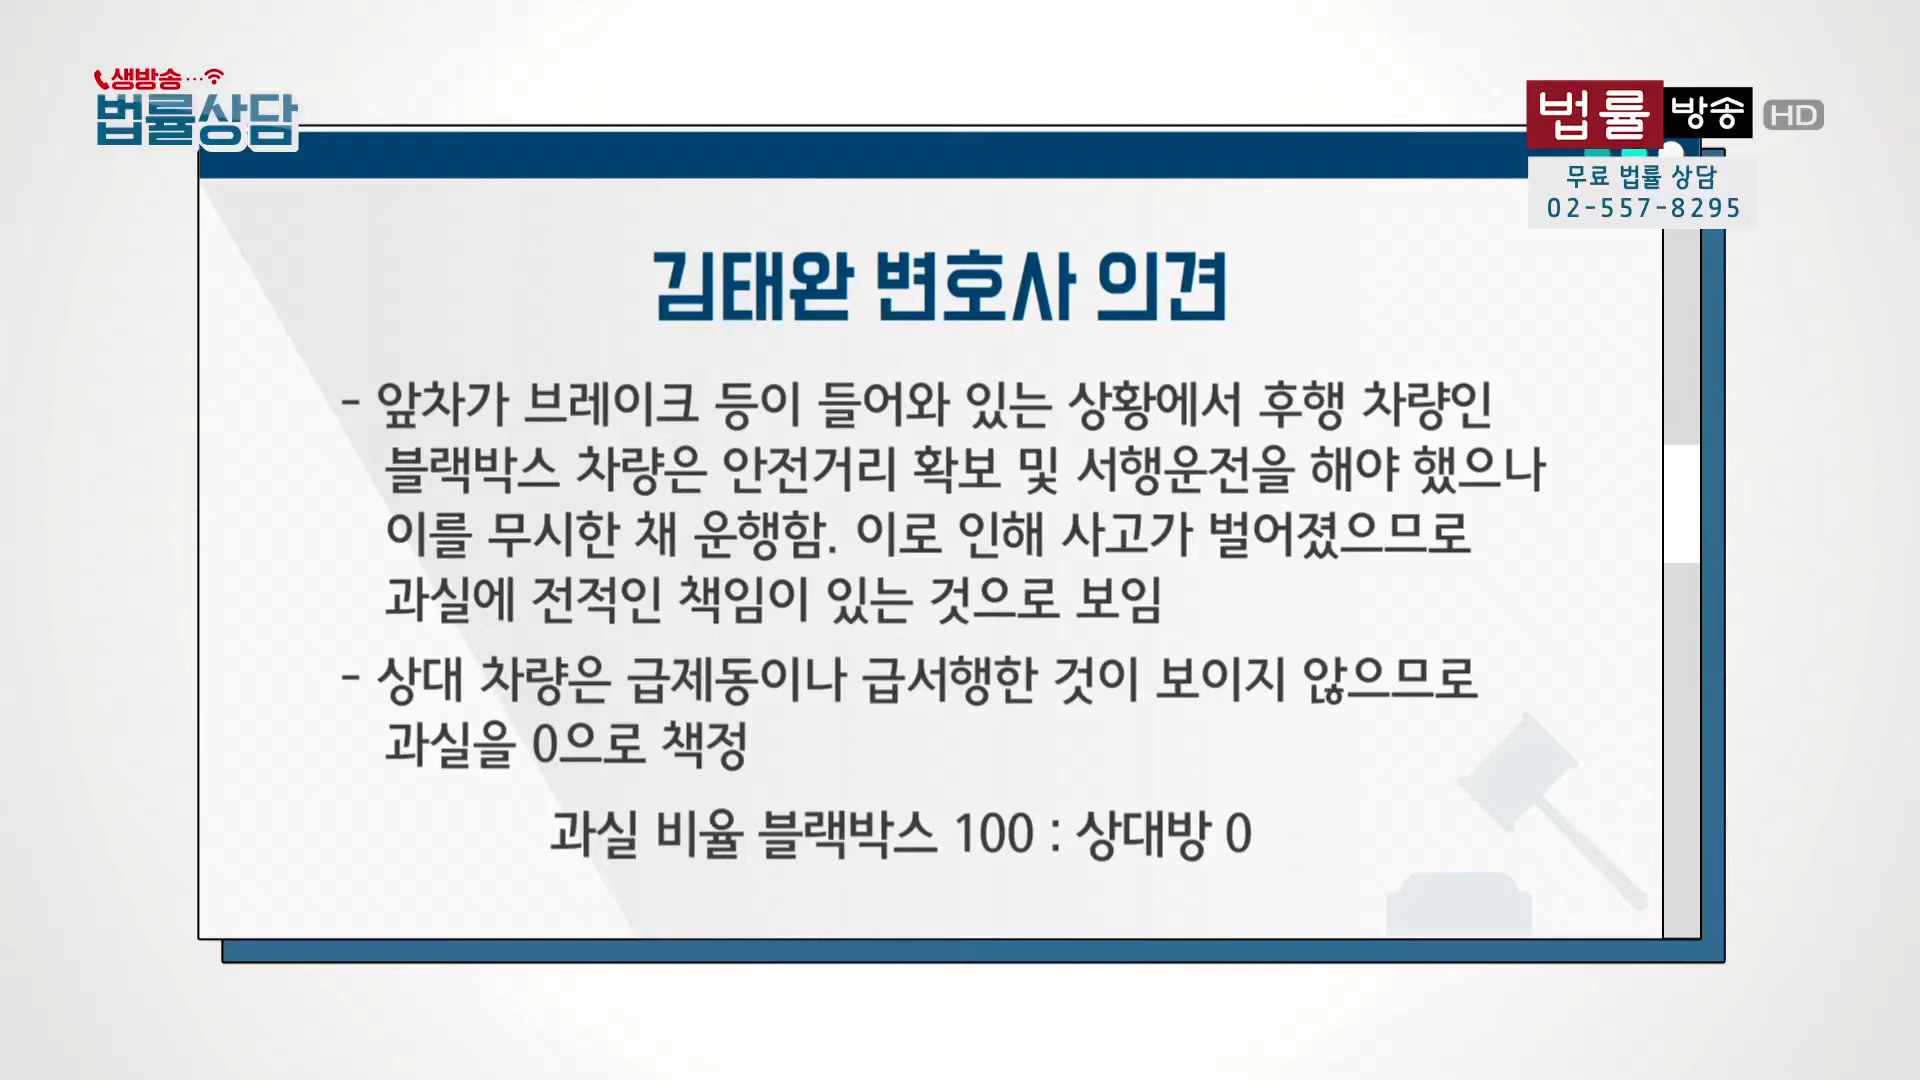 생방송
법률상담
법률방송 HD
무료 법률 상담
02-557-8295
김태완 변호사 의견
- 앞차가 브레이크 등이 들어와 있는 상황에서 후행 차량인
블랙박스 차량은 안전거리 확보 및 서행운전을 해야 했으나
이를 무시한 채 운행함. 이로 인해 사고가 벌어졌으므로
과실에 전적인 책임이 있는 것으로 보임
- 상대 차량은 급제동이나 급서행한 것이 보이지 않으므로
과실을 0으로 책정
과실 비율 블랙박스 100 : 상대방 0